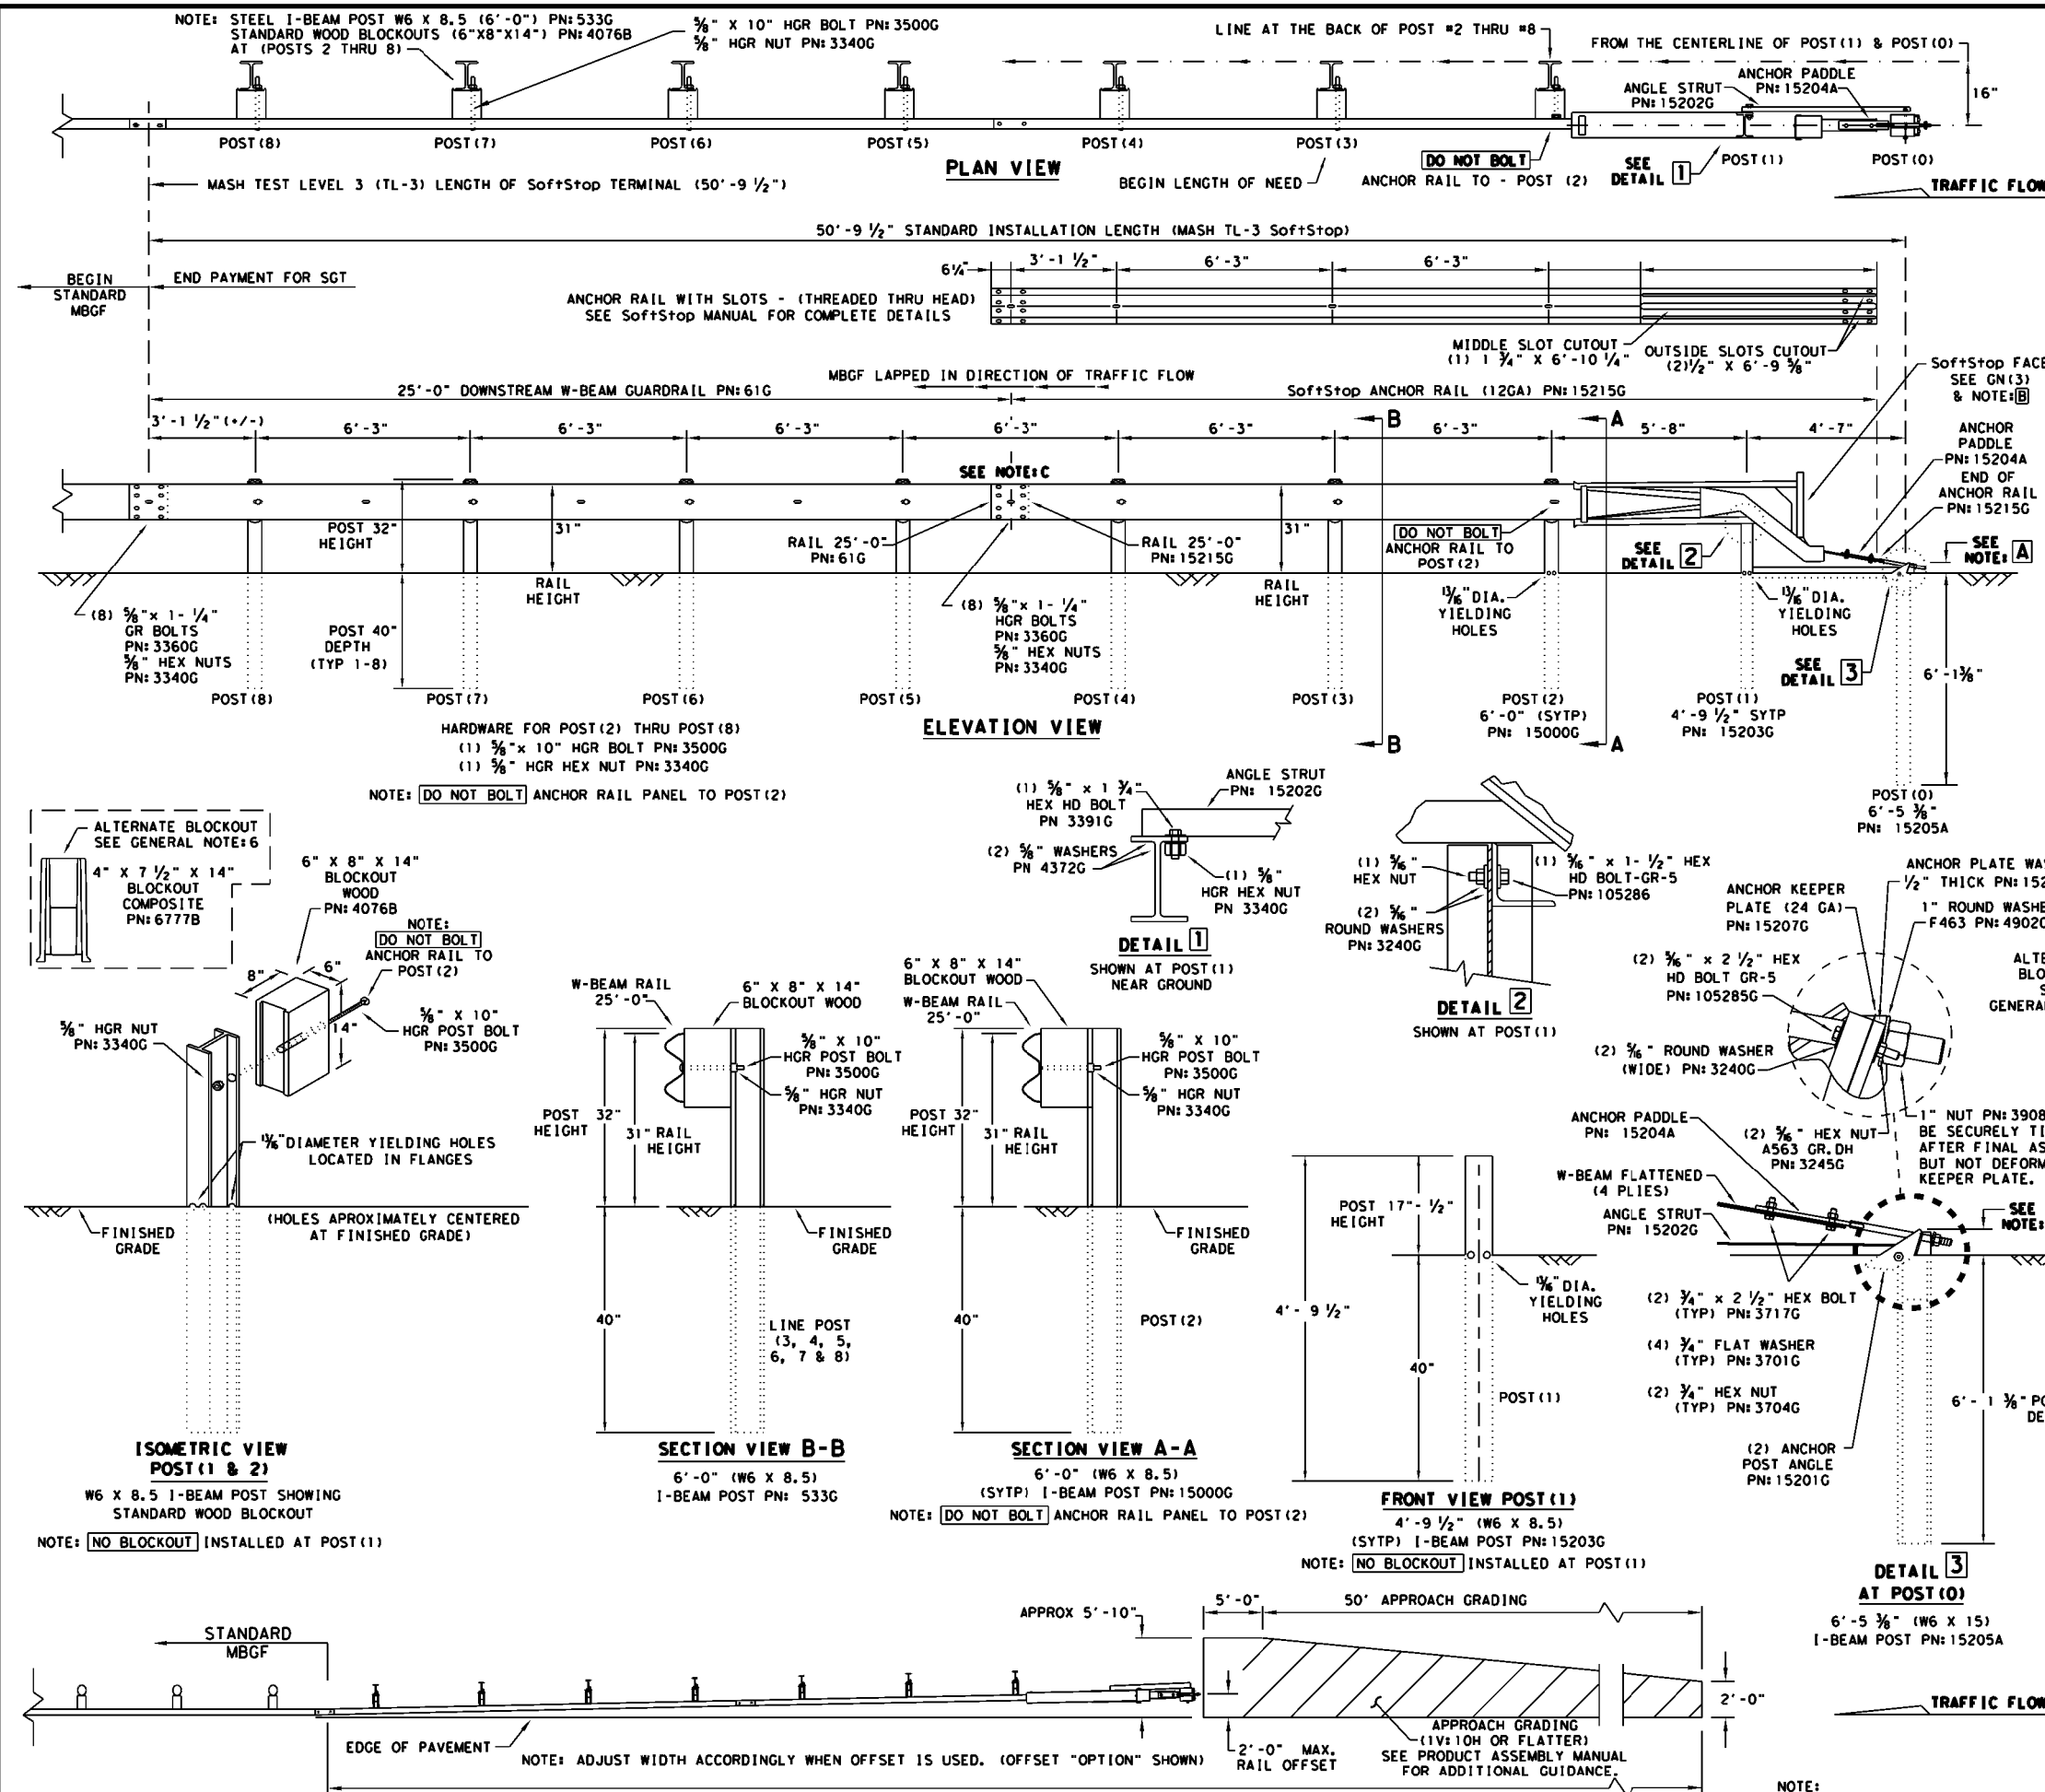 NOTE: STEEL I-BEAM POST W6 X 8.5 (6'-0") PN:533G
STANDARD WOOD BLOCKOUTS (6"X8"X14") PN:4076B
AT (POSTS 2 THRU 8)
5/8" X 10" HGR BOLT PN:3500G
5/8" HGR NUT PN:3340G
LINE AT THE BACK OF POST #2 THRU #8
FROM THE CENTERLINE OF POST(1) & POST(0)
ANGLE STRUT
PN:15202G
ANCHOR PADDLE
PN:15204A
16"
POST(8)
POST(7)
POST(6)
POST(5)
POST(4)
POST(3)
POST(1)
POST(0)
PLAN VIEW
DO NOT BOLT
ANCHOR RAIL TO - POST (2)
SEE
DETAIL 1
MASH TEST LEVEL 3 (TL-3) LENGTH OF SoftStop TERMINAL (50'-9 1/2")
BEGIN LENGTH OF NEED
TRAFFIC FLOW
50'-9 1/2" STANDARD INSTALLATION LENGTH (MASH TL-3 SoftStop)
BEGIN
STANDARD
MBGF
END PAYMENT FOR SGT
6 1/4"
3'-1 1/2"
6'-3"
6'-3"
ANCHOR RAIL WITH SLOTS - (THREADED THRU HEAD)
SEE SoftStop MANUAL FOR COMPLETE DETAILS
MIDDLE SLOT CUTOUT
(1) 1 3/4" X 6'-10 1/4"
OUTSIDE SLOTS CUTOUT
(2)1/2" X 6'-9 5/8"
SoftStop FACE
SEE GN(3)
& NOTE:B
MBGF LAPPED IN DIRECTION OF TRAFFIC FLOW
25'-0" DOWNSTREAM W-BEAM GUARDRAIL PN:61G
SoftStop ANCHOR RAIL (12GA) PN:15215G
3'-1 1/2"(+/-)
6'-3"
6'-3"
6'-3"
6'-3"
6'-3"
6'-3"
5'-8"
4'-7"
B
A
SEE NOTE:C
ANCHOR
PADDLE
PN:15204A
END OF
ANCHOR RAIL
PN:15215G
SEE
NOTE: A
POST 32"
HEIGHT
31"
RAIL
HEIGHT
RAIL 25'-0"
PN:61G
RAIL 25'-0"
PN:15215G
31"
RAIL
HEIGHT
DO NOT BOLT
ANCHOR RAIL TO
POST(2)
SEE
DETAIL 2
(8) 5/8"x 1- 1/4"
GR BOLTS
PN:3360G
5/8" HEX NUTS
PN:3340G
POST 40"
DEPTH
(TYP 1-8)
(8) 5/8"x 1- 1/4"
HGR BOLTS
PN:3360G
5/8" HEX NUTS
PN:3340G
13/16" DIA.
YIELDING
HOLES
13/16" DIA.
YIELDING
HOLES
SEE
DETAIL 3
6'-1 3/8"
POST(8)
POST(7)
POST(6)
POST(5)
POST(4)
POST(3)
POST(2)
6'-0" (SYTP)
PN: 15000G
POST(1)
4'-9 1/2" SYTP
PN: 15203G
B
A
ELEVATION VIEW
HARDWARE FOR POST(2) THRU POST(8)
(1) 5/8"x 10" HGR BOLT PN:3500G
(1) 5/8" HGR HEX NUT PN:3340G
NOTE: DO NOT BOLT ANCHOR RAIL PANEL TO POST(2)
POST(0)
6'-5 3/8"
PN: 15205A
ALTERNATE BLOCKOUT
SEE GENERAL NOTE:6
4" X 7 1/2" X 14"
BLOCKOUT
COMPOSITE
PN:6777B
6" X 8" X 14"
BLOCKOUT
WOOD
PN:4076B
NOTE:
DO NOT BOLT
ANCHOR RAIL TO
POST(2)
8"
6"
14"
5/8" X 10"
HGR POST BOLT
PN:3500G
5/8" HGR NUT
PN:3340G
13/16"DIAMETER YIELDING HOLES
LOCATED IN FLANGES
FINISHED
GRADE
(HOLES APROXIMATELY CENTERED
AT FINISHED GRADE)
ISOMETRIC VIEW
POST(1 & 2)
W6 X 8.5 I-BEAM POST SHOWING
STANDARD WOOD BLOCKOUT
NOTE: NO BLOCKOUT INSTALLED AT POST(1)
(1) 5/8" x 1 3/4"
HEX HD BOLT
PN 3391G
ANGLE STRUT
PN: 15202G
(2) 5/8" WASHERS
PN 4372G
(1) 5/8"
HGR HEX NUT
PN 3340G
DETAIL 1
SHOWN AT POST(1)
NEAR GROUND
(1) 5/16"
HEX NUT
(1) 5/16" x 1- 1/2" HEX
HD BOLT-GR-5
PN:105286
(2) 5/16"
ROUND WASHERS
PN:3240G
DETAIL 2
SHOWN AT POST(1)
ANCHOR PLATE WA
1/2" THICK PN:15
ANCHOR KEEPER
PLATE (24 GA)
PN:15207G
1" ROUND WASHE
F463 PN:4902G
(2) 5/16" x 2 1/2" HEX
HD BOLT GR-5
PN:105285G
ALTE
BLO
S
GENERA
(2) 5/16" ROUND WASHER
(WIDE) PN:3240G
1" NUT PN:3908
BE SECURELY TI
AFTER FINAL AS
BUT NOT DEFORM
KEEPER PLATE.
(2) 5/16" HEX NUT
A563 GR.DH
PN:3245G
W-BEAM RAIL
25'-0"
6" X 8" X 14"
BLOCKOUT WOOD
5/8" X 10"
HGR POST BOLT
PN:3500G
5/8" HGR NUT
PN:3340G
POST 32"
HEIGHT
31" RAIL
HEIGHT
FINISHED
GRADE
40"
LINE POST
(3, 4, 5,
6, 7 & 8)
SECTION VIEW B-B
6'-0" (W6 X 8.5)
I-BEAM POST PN: 533G
6" X 8" X 14"
BLOCKOUT WOOD
W-BEAM RAIL
25'-0"
5/8" X 10"
HGR POST BOLT
PN:3500G
5/8" HGR NUT
PN:3340G
POST 32"
HEIGHT
31" RAIL
HEIGHT
FINISHED
GRADE
40"
POST(2)
SECTION VIEW A-A
6'-0" (W6 X 8.5)
(SYTP) I-BEAM POST PN:15000G
NOTE: DO NOT BOLT ANCHOR RAIL PANEL TO POST(2)
POST 17"- 1/2"
HEIGHT
4'- 9 1/2"
40"
13/16" DIA.
YIELDING
HOLES
POST(1)
FRONT VIEW POST(1)
4'-9 1/2" (W6 X 8.5)
(SYTP) I-BEAM POST PN:15203G
NOTE: NO BLOCKOUT INSTALLED AT POST(1)
ANCHOR PADDLE
PN: 15204A
W-BEAM FLATTENED
(4 PLIES)
ANGLE STRUT
PN: 15202G
SEE
NOTE:
(2) 3/4" x 2 1/2" HEX BOLT
(TYP) PN:3717G
(4) 3/4" FLAT WASHER
(TYP) PN:3701G
(2) 3/4" HEX NUT
(TYP) PN:3704G
6'- 1 3/8" PO
DE
(2) ANCHOR
POST ANGLE
PN:15201G
DETAIL 3
AT POST(0)
6'-5 3/8" (W6 X 15)
I-BEAM POST PN:15205A
STANDARD
MBGF
APPROX 5'-10"
5'-0"
50' APPROACH GRADING
2'-0"
TRAFFIC FLOW
EDGE OF PAVEMENT
NOTE: ADJUST WIDTH ACCORDINGLY WHEN OFFSET IS USED. (OFFSET "OPTION" SHOWN)
2'-0" MAX.
RAIL OFFSET
APPROACH GRADING
(1V:10H OR FLATTER)
SEE PRODUCT ASSEMBLY MANUAL
FOR ADDITIONAL GUIDANCE.
NOTE: